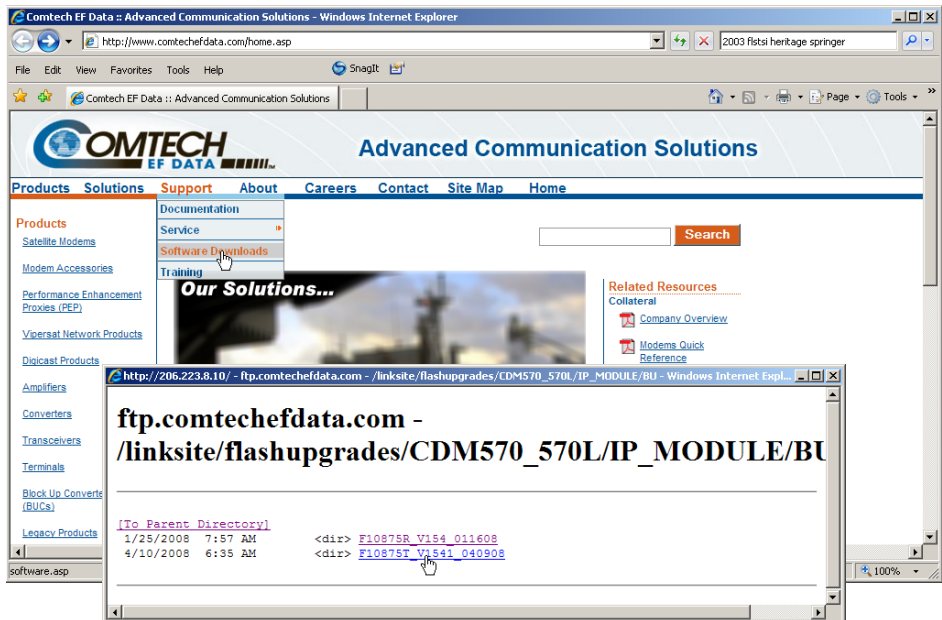 Comtech EF Data :: Advanced Communication Solutions - Windows Internet Explorer
http://www.comtechefdata.com/home.asp
2003 flstsi heritage springer
File Edit View Favorites Tools Help
SnagIt
Comtech EF Data :: Advanced Communication Solutions
Page Tools »
COMTECH
EF DATA
Advanced Communication Solutions
Products Solutions Support About Careers Contact Site Map Home
Documentation
Service
Software Downloads
Training
Products
Satellite Modems
Modem Accessories
Performance Enhancement
Proxies (PEP)
Vipersat Network Products
Digicast Products
Amplifiers
Converters
Transceivers
Terminals
Block Up Converte
(BUCs)
Legacy Products
Search
Our Solutions...
Related Resources
Collateral
Company Overview
Modems Quick
Reference
software.asp
100%
http://206.223.8.10/ - ftp.comtechefdata.com - /linksite/flashupgrades/CDM570_570L/IP_MODULE/BU - Windows Internet Expl...
ftp.comtechefdata.com -
/linksite/flashupgrades/CDM570_570L/IP_MODULE/BU
[To Parent Directory]
1/25/2008 7:57 AM <dir> F10875R_V154_011608
4/10/2008 6:35 AM <dir> F10875T_V1541_040908